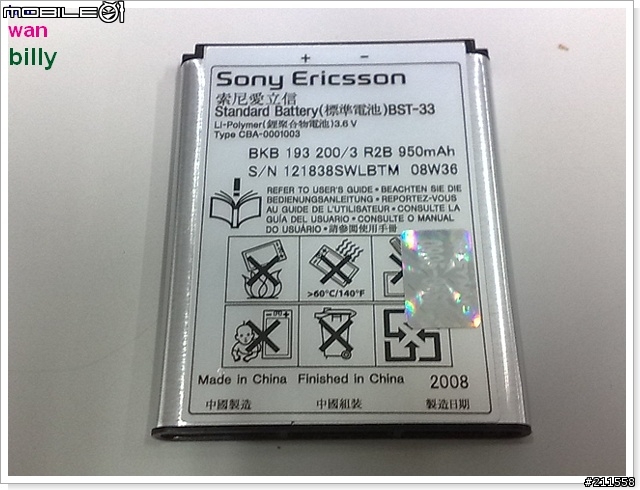 MOBILE01
wan
billy
+ −
Sony Ericsson
索尼愛立信
Standard Battery(標準電池)BST-33
Li-Polymer(鋰聚合物電池)3.6 V
Type CBA-0001003
BKB 193 200/3 R2B 950mAh
S/N 121838SWLBTM 08W36
REFER TO USER'S GUIDE • BEACHTEN SIE DIE
BEDIENUNGSANLEITUNG • REPORTEZ-VOUS
AU GUIDE DE L'UTILISATEUR • CONSULTE LA
GUÍA DEL USUARIO • CONSULTE O MANUAL
DO USUÁRIO • 請參閱使用手冊
>60°C/140°F
Made in China Finished in China 2008
中國製造 中國組裝 製造日期
#211558